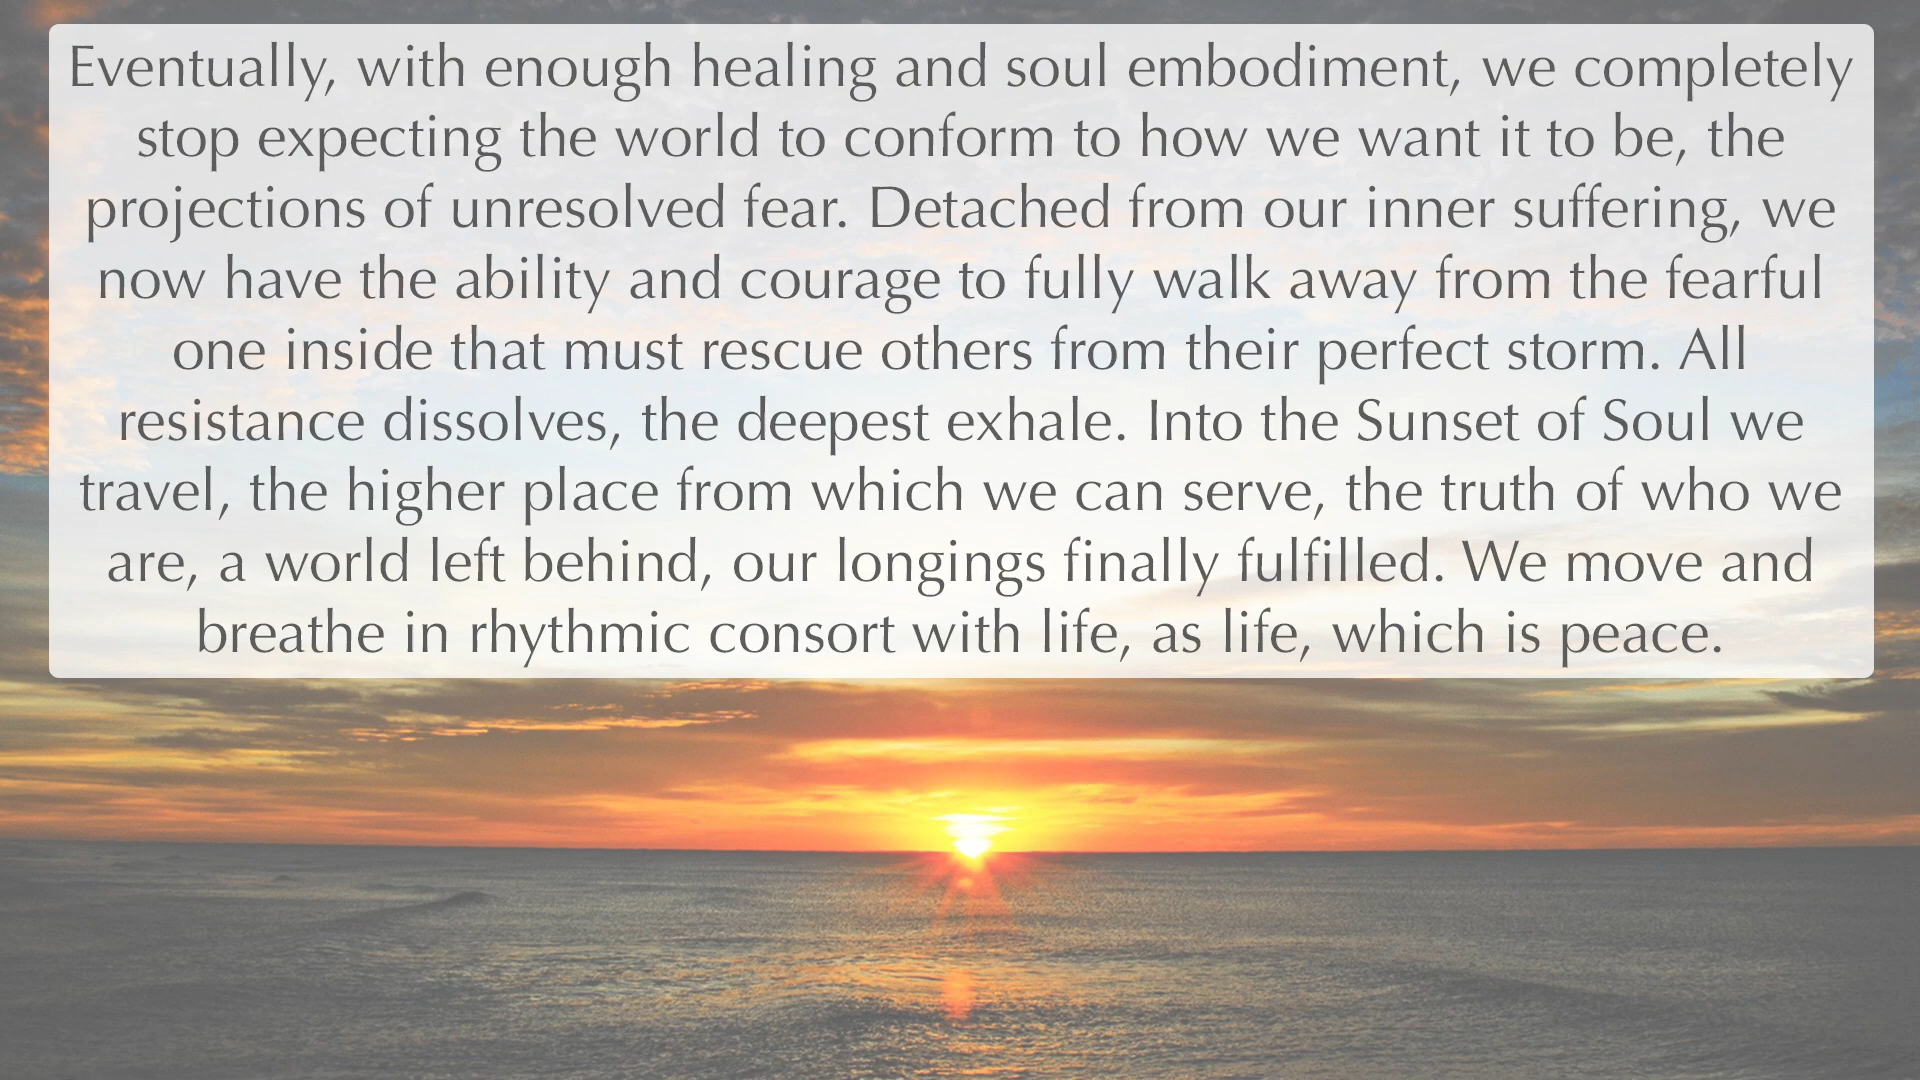 Eventually, with enough healing and soul embodiment, we completely
stop expecting the world to conform to how we want it to be, the
projections of unresolved fear. Detached from our inner suffering, we
now have the ability and courage to fully walk away from the fearful
one inside that must rescue others from their perfect storm. All
resistance dissolves, the deepest exhale. Into the Sunset of Soul we
travel, the higher place from which we can serve, the truth of who we
are, a world left behind, our longings finally fulfilled. We move and
breathe in rhythmic consort with life, as life, which is peace.